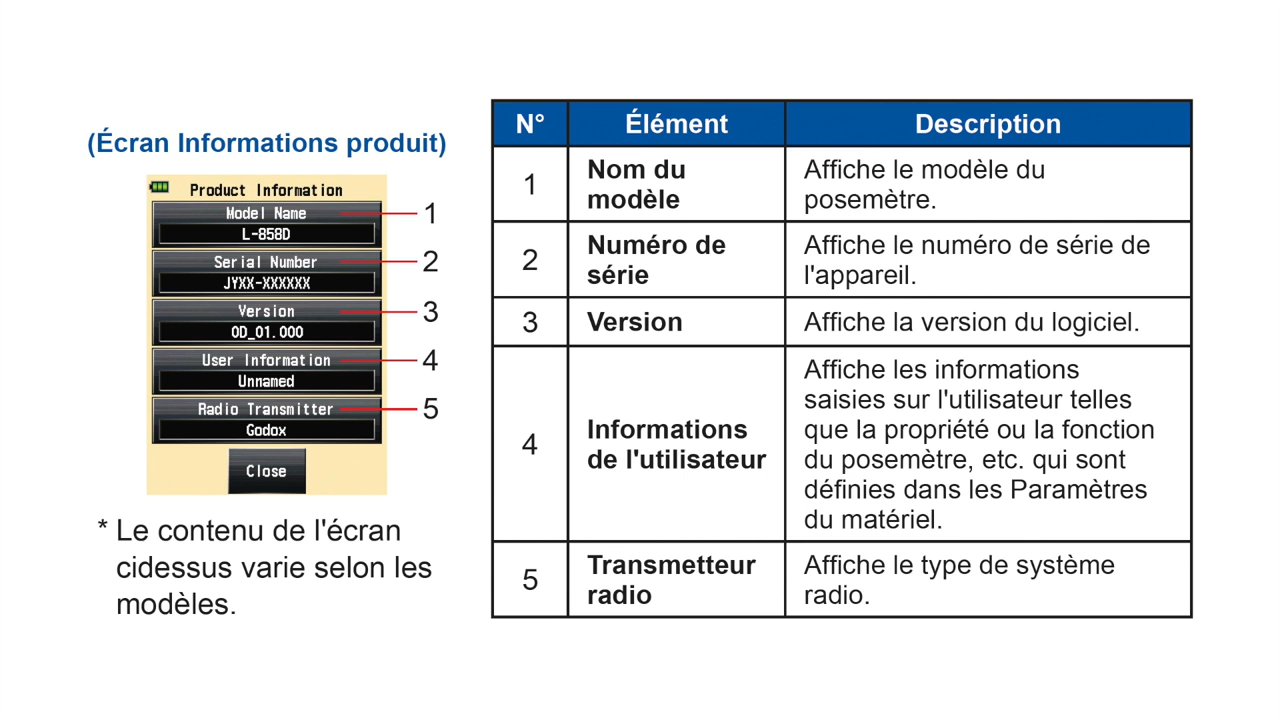 (Écran Informations produit)
Product Information
Model Name
1
L-858D
Serial Number
2
JYXX-XXXXXX
Version
3
0D_01.000
User Information
4
Unnamed
Radio Transmitter
5
Godox
Close
* Le contenu de l'écran
cidessus varie selon les
modèles.
N° Élément Description
1 Nom du modèle Affiche le modèle du
posemètre.
2 Numéro de série Affiche le numéro de série de
l'appareil.
3 Version Affiche la version du logiciel.
4 Informations de l'utilisateur Affiche les informations
saisies sur l'utilisateur telles
que la propriété ou la fonction
du posemètre, etc. qui sont
définies dans les Paramètres
du matériel.
5 Transmetteur radio Affiche le type de système
radio.